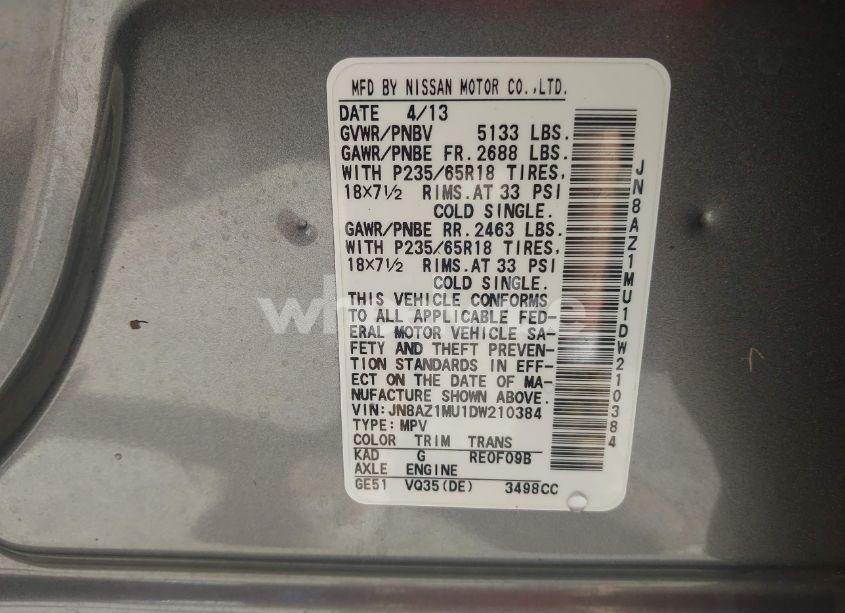 MFD BY NISSAN MOTOR CO.,LTD.
DATE 4/13
GVWR/PNBV 5133 LBS.
GAWR/PNBE FR.2688 LBS.
WITH P235/65R18 TIRES,
18X7½ RIMS.AT 33 PSI
COLD SINGLE.
GAWR/PNBE RR.2463 LBS.
WITH P235/65R18 TIRES,
18X7½ RIMS.AT 33 PSI
COLD SINGLE.
THIS VEHICLE CONFORMS
TO ALL APPLICABLE FED-
ERAL MOTOR VEHICLE SA-
FETY AND THEFT PREVEN-
TION STANDARDS IN EFF-
ECT ON THE DATE OF MA-
NUFACTURE SHOWN ABOVE.
VIN:JN8AZ1MU1DW210384
TYPE:MPV
COLOR TRIM TRANS
KAD G RE0F09B
AXLE ENGINE
GE51 VQ35(DE) 3498CC
JN8AZ1MU1DW210384